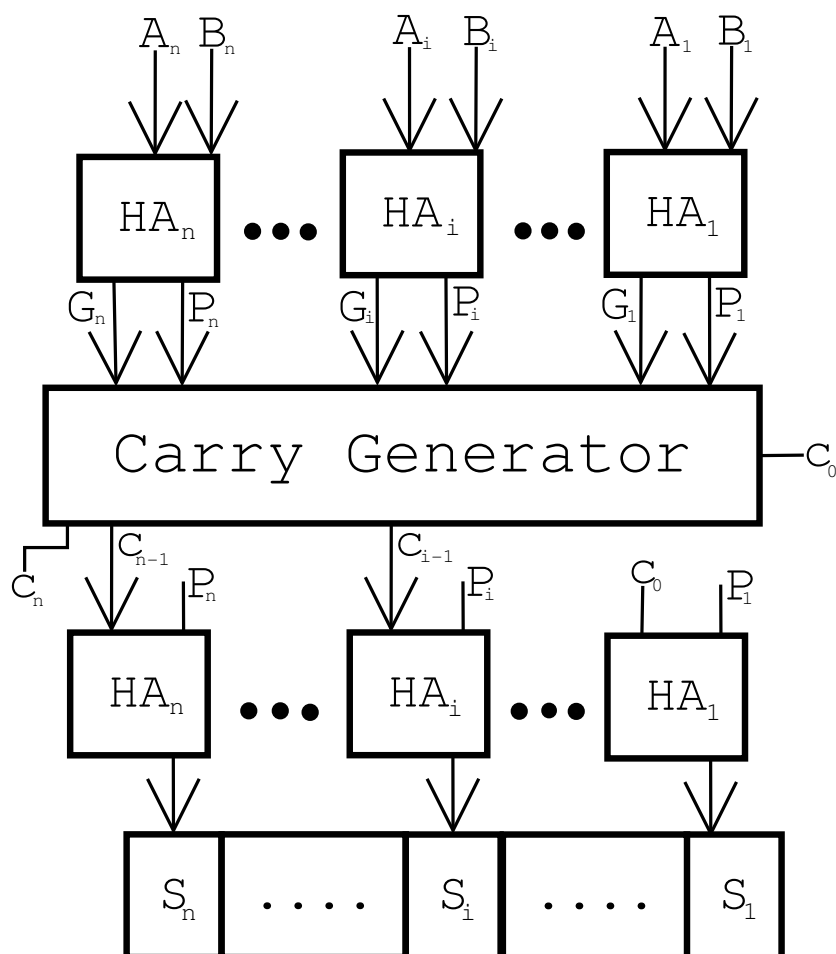 Aₙ Bₙ Aᵢ Bᵢ A₁ B₁
HAₙ HAᵢ HA₁
Gₙ Pₙ Gᵢ Pᵢ G₁ P₁
Carry Generator C₀
Cₙ Cₙ₋₁ Cᵢ₋₁
Pₙ Pᵢ C₀ P₁
HAₙ HAᵢ HA₁
Sₙ .... Sᵢ .... S₁